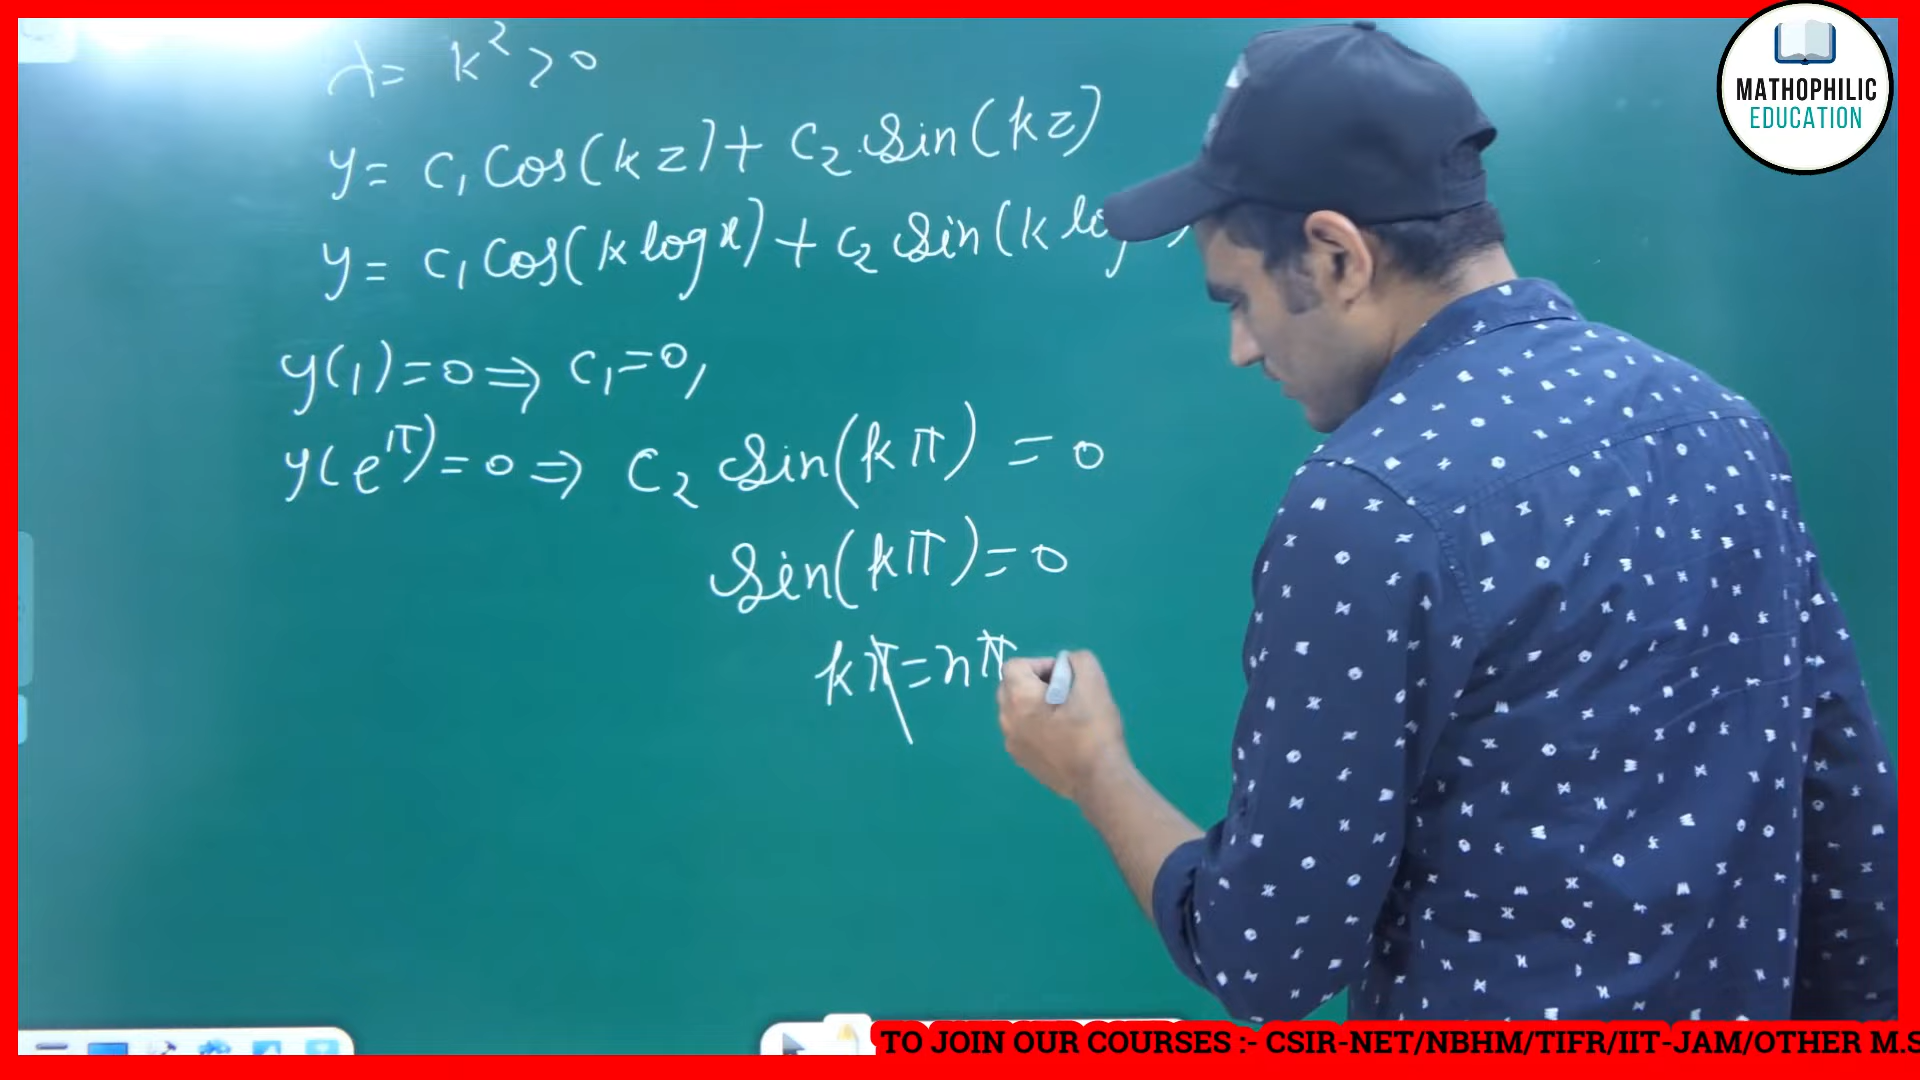 λ = k² > 0
y = c₁ cos(kz) + c₂ sin(kz)
y = c₁ cos(k log x) + c₂ sin(k log
y(1) = 0 ⇒ c₁ = 0,
y(e^π) = 0 ⇒ c₂ sin(kπ) = 0
sin(kπ) = 0
kπ = nπ
MATHOPHILIC
EDUCATION
TO JOIN OUR COURSES :- CSIR-NET/NBHM/TIFR/IIT-JAM/OTHER M.S